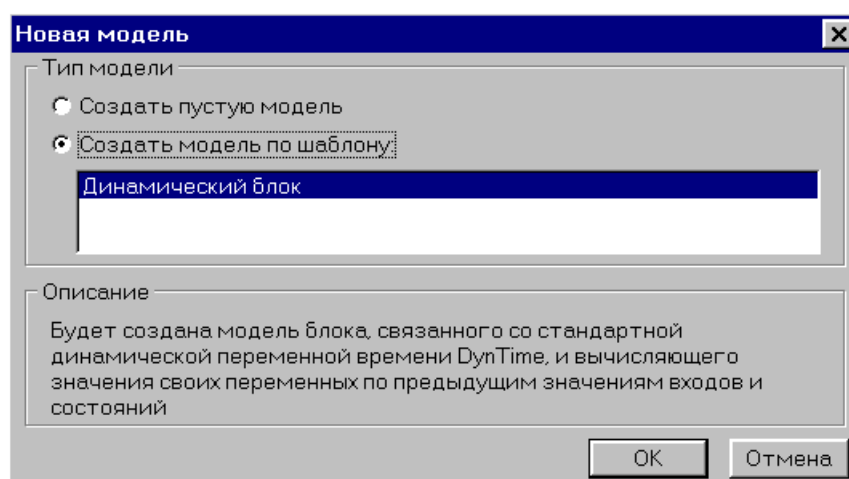 Новая модель
Тип модели
Создать пустую модель
Создать модель по шаблону:
Динамический блок
Описание
Будет создана модель блока, связанного со стандартной
динамической переменной времени DynTime, и вычисляющего
значения своих переменных по предыдущим значениям входов и
состояний
OK Отмена